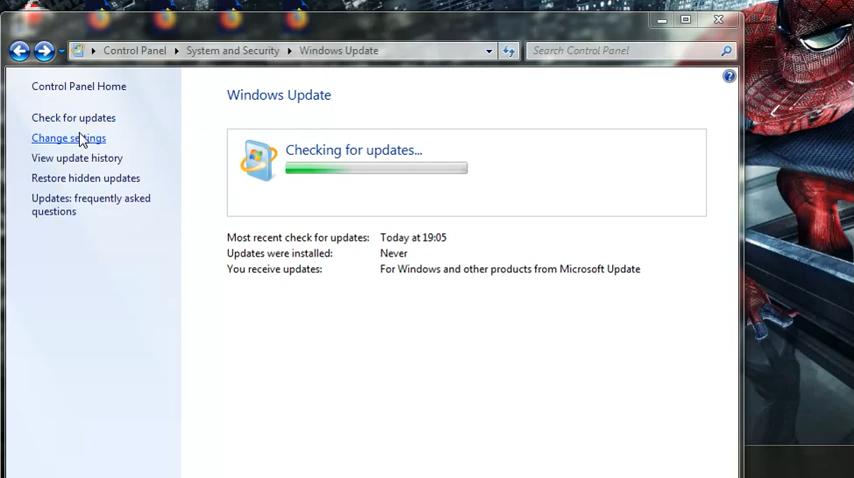 Control Panel System and Security Windows Update Search Control Panel
Control Panel Home
Check for updates
Change settings
View update history
Restore hidden updates
Updates: frequently asked
questions
Windows Update
Checking for updates...
Most recent check for updates: Today at 19:05
Updates were installed: Never
You receive updates: For Windows and other products from Microsoft Update